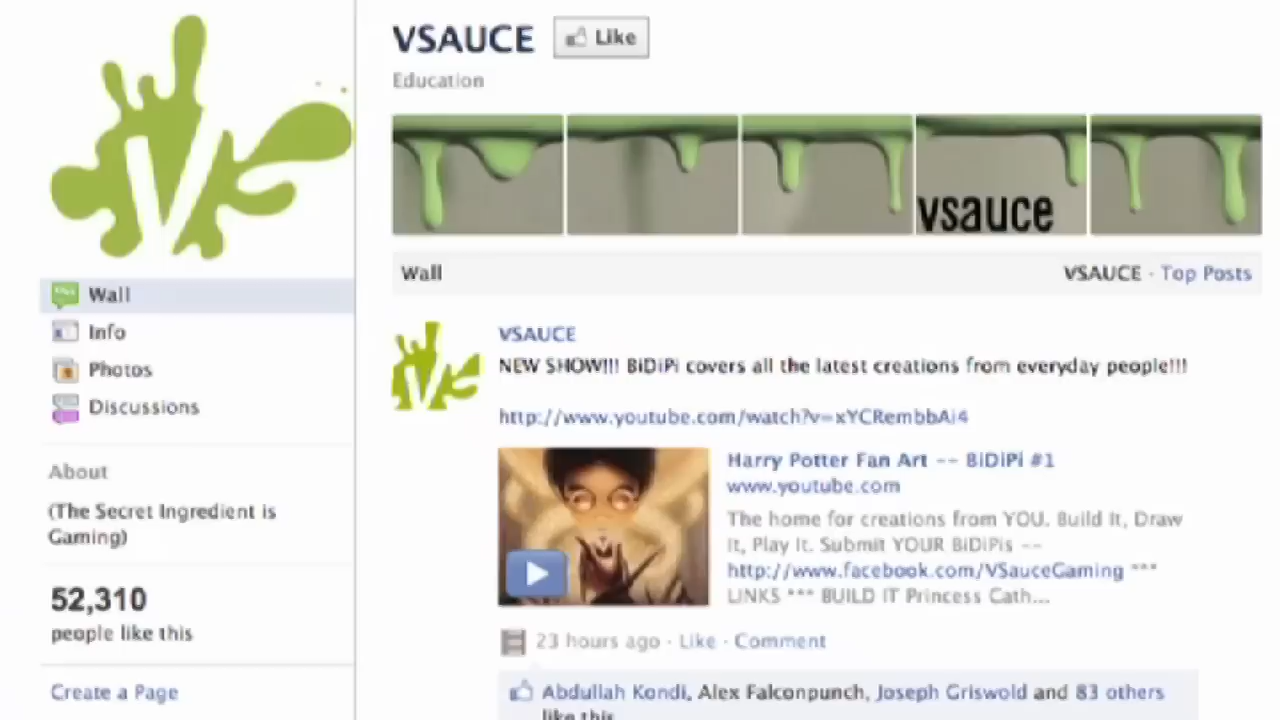 VSAUCE
Like
Education
vsauce
Wall
Info
Photos
Discussions
About
(The Secret Ingredient is
Gaming)
52,310
people like this
Create a Page
Wall
VSAUCE · Top Posts
VSAUCE
NEW SHOW!!! BiDiPi covers all the latest creations from everyday people!!!
http://www.youtube.com/watch?v=xYCRembbAi4
Harry Potter Fan Art -- BiDiPi #1
www.youtube.com
The home for creations from YOU. Build It, Draw
It, Play It. Submit YOUR BiDiPis --
http://www.facebook.com/VSauceGaming ***
LINKS *** BUILD IT Princess Cath...
23 hours ago · Like · Comment
Abdullah Kondi, Alex Falconpunch, Joseph Griswold and 83 others
like this